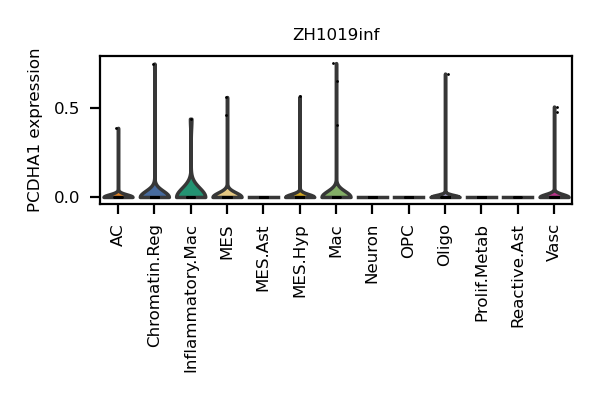 ZH1019inf
PCDHA1 expression
0.5
0.0
AC
Chromatin.Reg
Inflammatory.Mac
MES
MES.Ast
MES.Hyp
Mac
Neuron
OPC
Oligo
Prolif.Metab
Reactive.Ast
Vasc